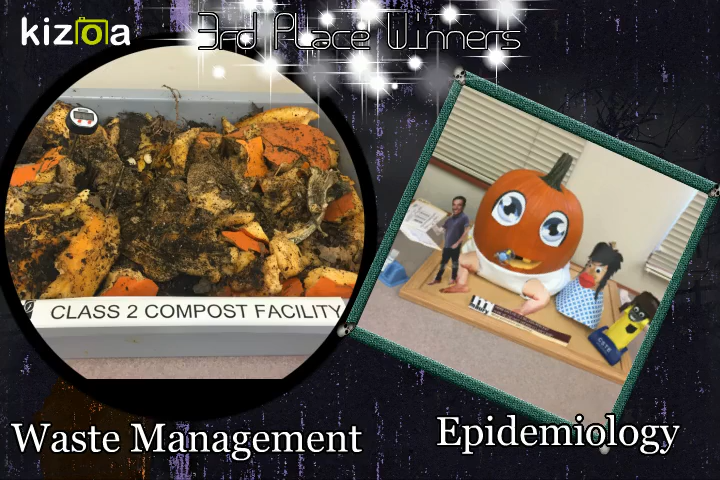 kizoa
3rd Place Winners
CLASS 2 COMPOST FACILITY
Waste Management
Epidemiology